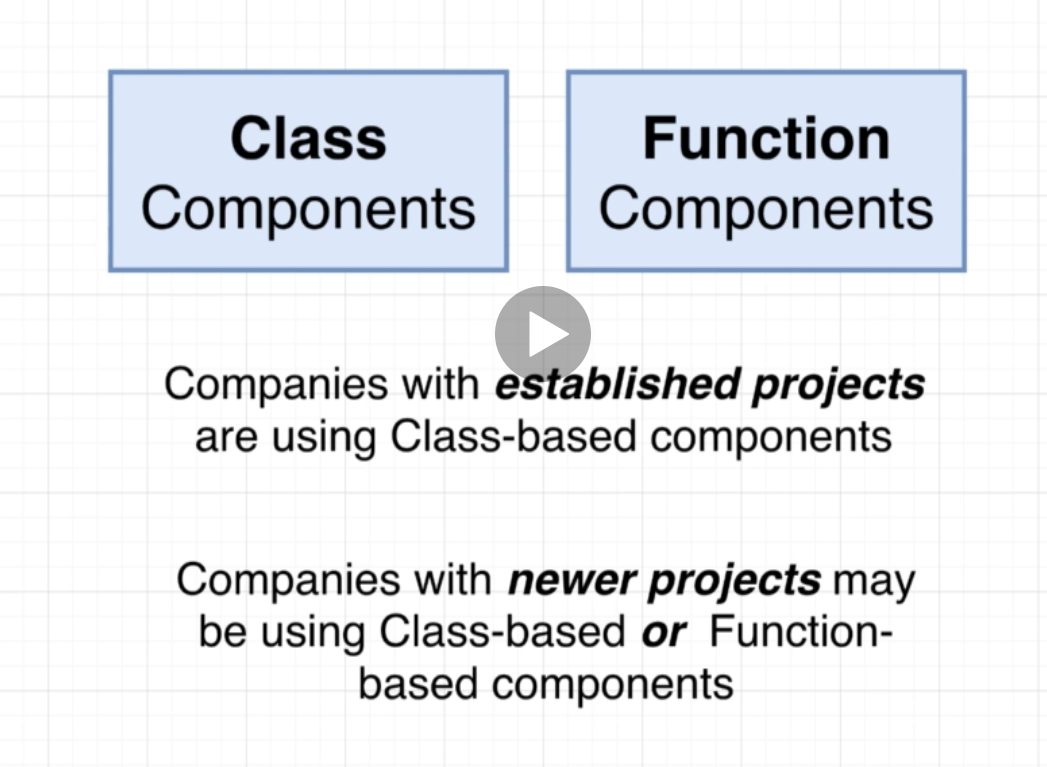 Class
Components
Function
Components
Companies with established projects
are using Class-based components
Companies with newer projects may
be using Class-based or Function-
based components